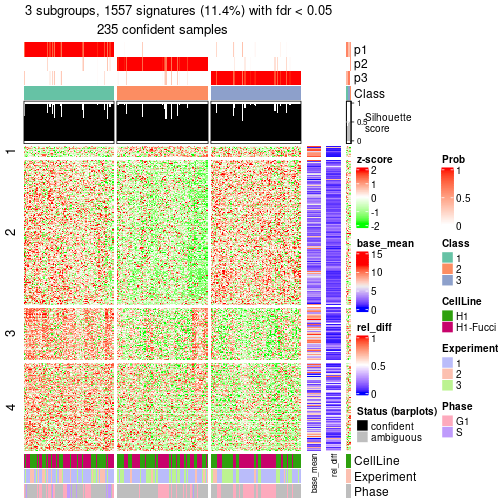 3 subgroups, 1557 signatures (11.4%) with fdr < 0.05
235 confident samples
p1
p2
p3
Class
1
0.5
0
Silhouette
score
1
2
3
4
z-score
2
1
0
-1
-2
Prob
1
0.5
0
base_mean
15
10
5
0
Class
1
2
3
CellLine
H1
H1-Fucci
rel_diff
1
0.5
0
Experiment
1
2
3
Status (barplots)
confident
ambiguous
Phase
G1
S
base_mean
rel_diff
CellLine
Experiment
Phase